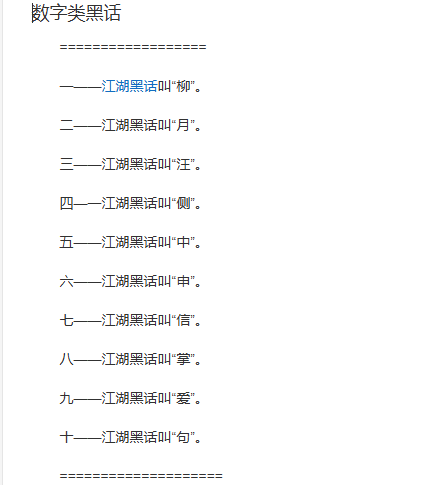 数字类黑话
==================
一——江湖黑话叫“柳”。
二——江湖黑话叫“月”。
三——江湖黑话叫“汪”。
四——江湖黑话叫“侧”。
五——江湖黑话叫“中”。
六——江湖黑话叫“申”。
七——江湖黑话叫“信”。
八——江湖黑话叫“掌”。
九——江湖黑话叫“爱”。
十——江湖黑话叫“句”。
====================